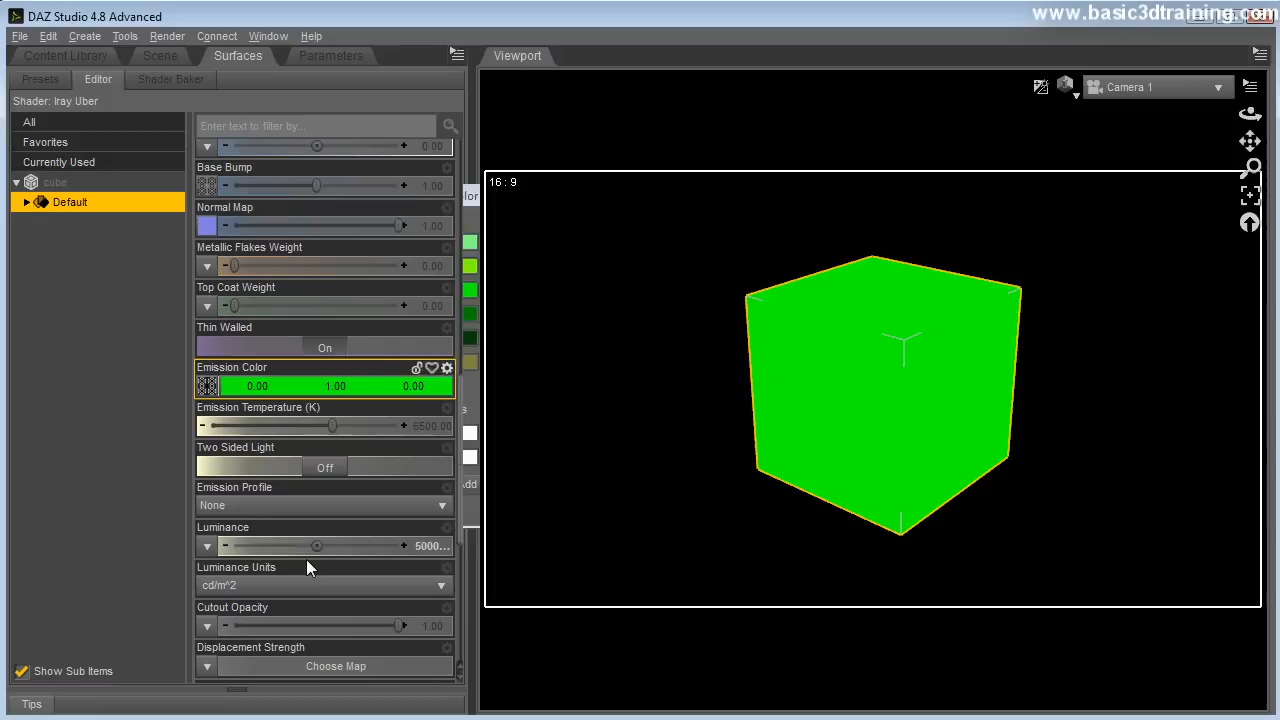 DAZ Studio 4.8 Advanced
www.basic3dtraining.com
File Edit Create Tools Render Connect Window Help
Content Library Scene Surfaces Parameters Viewport
Presets Editor Shader Baker
Camera 1
Shader: Iray Uber
All
Favorites
Currently Used
cube
Default
Enter text to filter by...
0.00
Base Bump
1.00
Normal Map
1.00
Metallic Flakes Weight
0.00
Top Coat Weight
0.00
Thin Walled
On
Emission Color
0.00 1.00 0.00
Emission Temperature (K)
6500.00
Two Sided Light
Off
Emission Profile
None
Luminance
5000...
Luminance Units
cd/m^2
Cutout Opacity
1.00
Displacement Strength
Choose Map
lor
s
Add
16 : 9
Show Sub Items
Tips